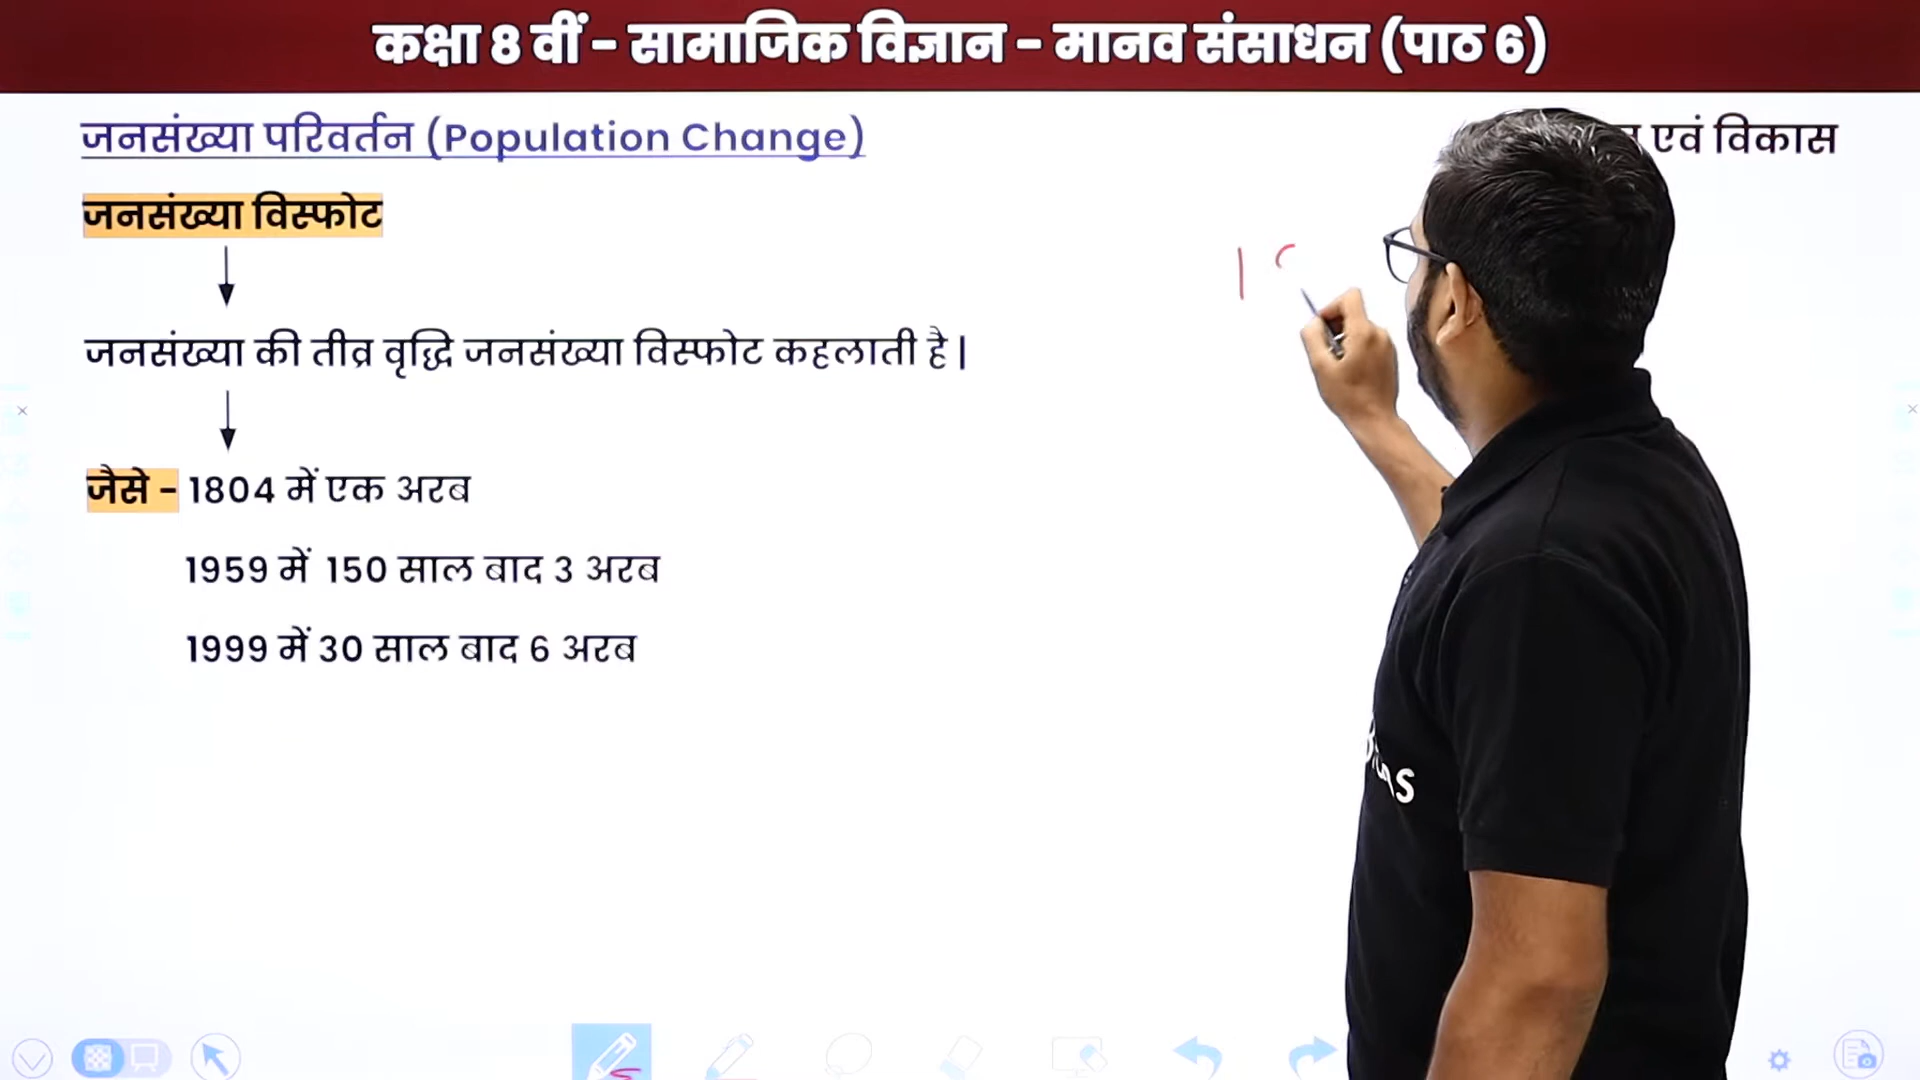 कक्षा 8 वीं - सामाजिक विज्ञान - मानव संसाधन (पाठ 6)
जनसंख्या परिवर्तन (Population Change)
एवं विकास
जनसंख्या विस्फोट
जनसंख्या की तीव्र वृद्धि जनसंख्या विस्फोट कहलाती है |
जैसे - 1804 में एक अरब
1959 में 150 साल बाद 3 अरब
1999 में 30 साल बाद 6 अरब